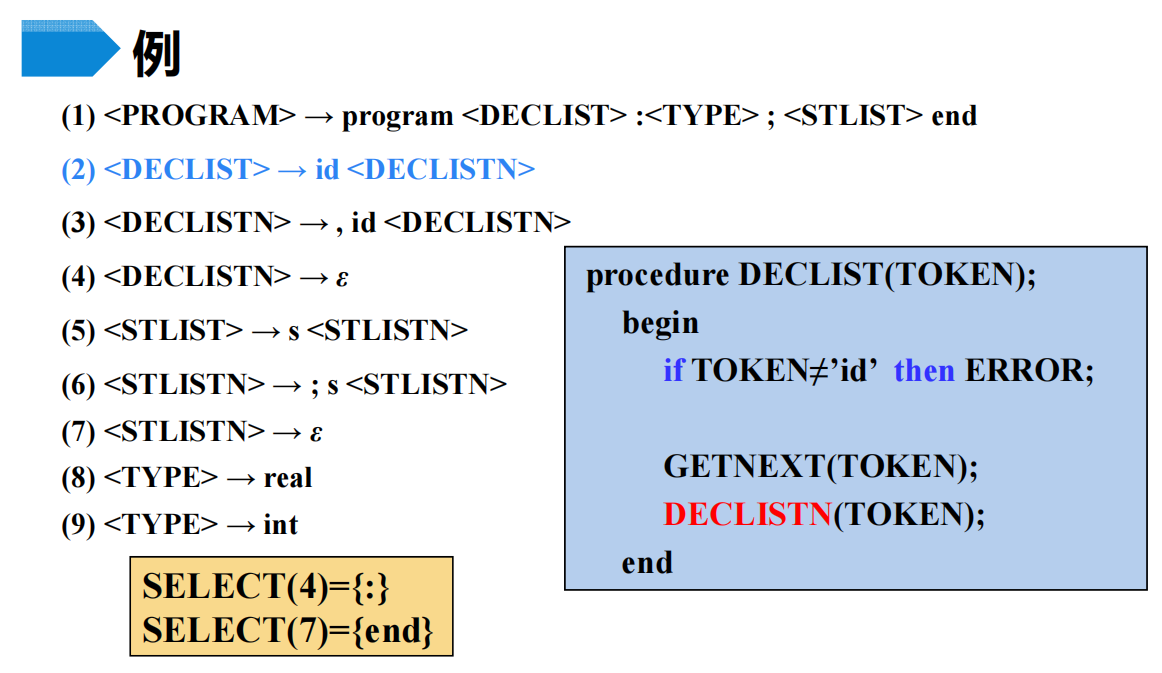 例
(1) <PROGRAM> → program <DECLIST> :<TYPE> ; <STLIST> end
(2) <DECLIST> → id <DECLISTN>
(3) <DECLISTN> → , id <DECLISTN>
(4) <DECLISTN> → ε
(5) <STLIST> → s <STLISTN>
(6) <STLISTN> → ; s <STLISTN>
(7) <STLISTN> → ε
(8) <TYPE> → real
(9) <TYPE> → int
SELECT(4)={:}
SELECT(7)={end}
procedure DECLIST(TOKEN);
begin
if TOKEN≠’id’ then ERROR;
GETNEXT(TOKEN);
DECLISTN(TOKEN);
end